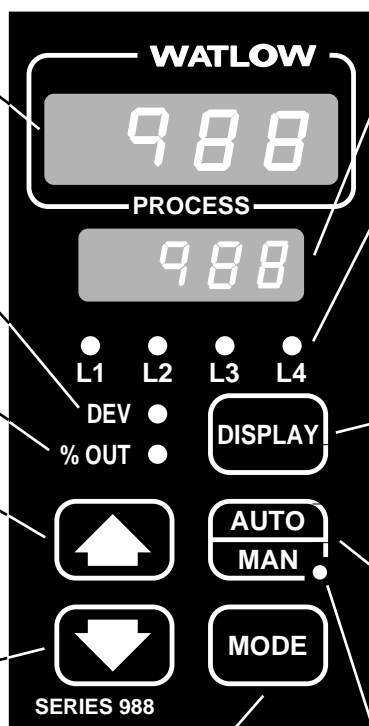 WATLOW
988
PROCESS
988
L1 L2 L3 L4
DEV
% OUT
DISPLAY
AUTO
MAN
MODE
SERIES 988